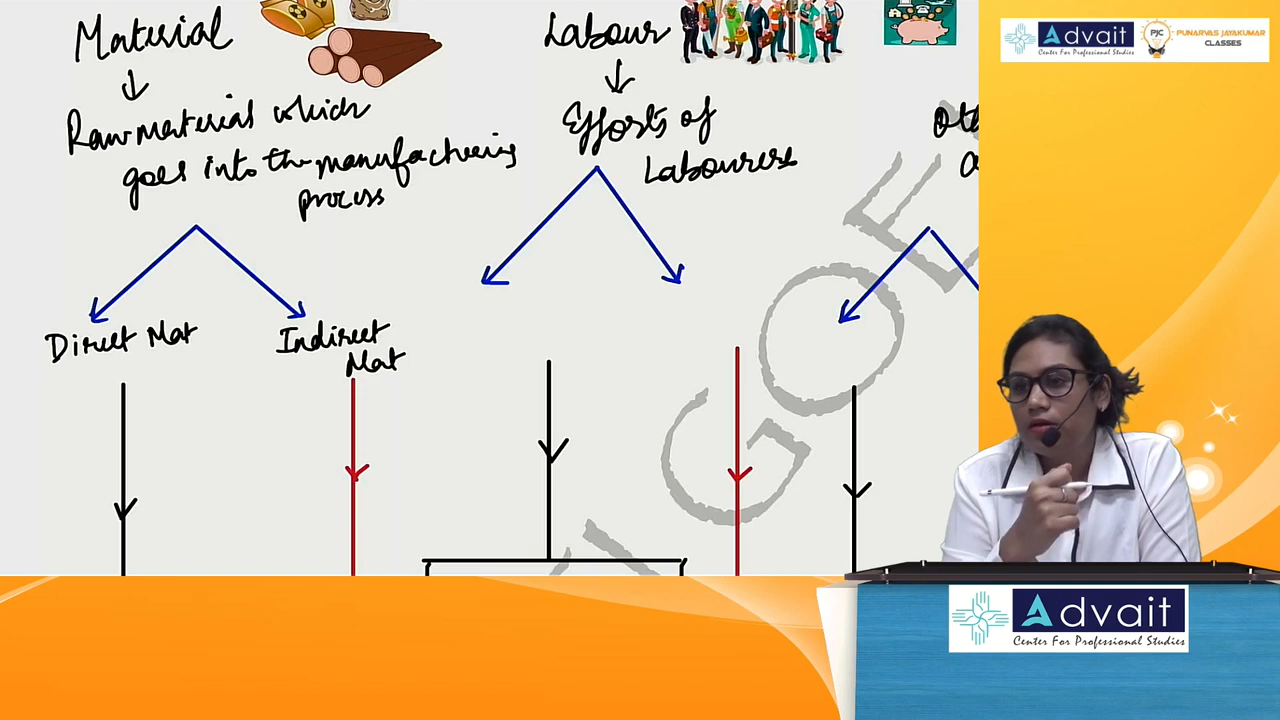 Material
Labour
Raw material which
goes into the manufacturing
process
Efforts of
Labourers
Direct Mat
Indirect
Mat
GOE
Advait
Center For Professional Studies
PJC
PUNARVAS JAYAKUMAR
CLASSES
Advait
Center For Professional Studies